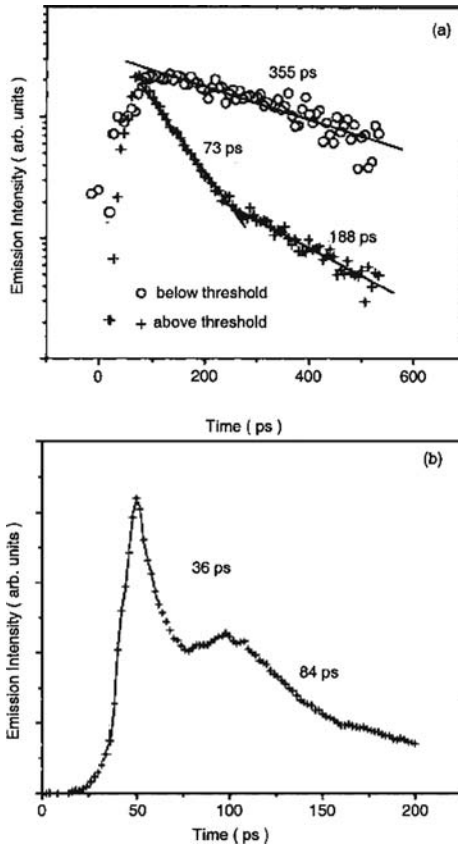 (a)
Emission Intensity ( arb. units )
355 ps
73 ps
188 ps
below threshold
above threshold
0 200 400 600
Time ( ps )
(b)
Emission Intensity ( arb. units )
36 ps
84 ps
0 50 100 150 200
Time ( ps )